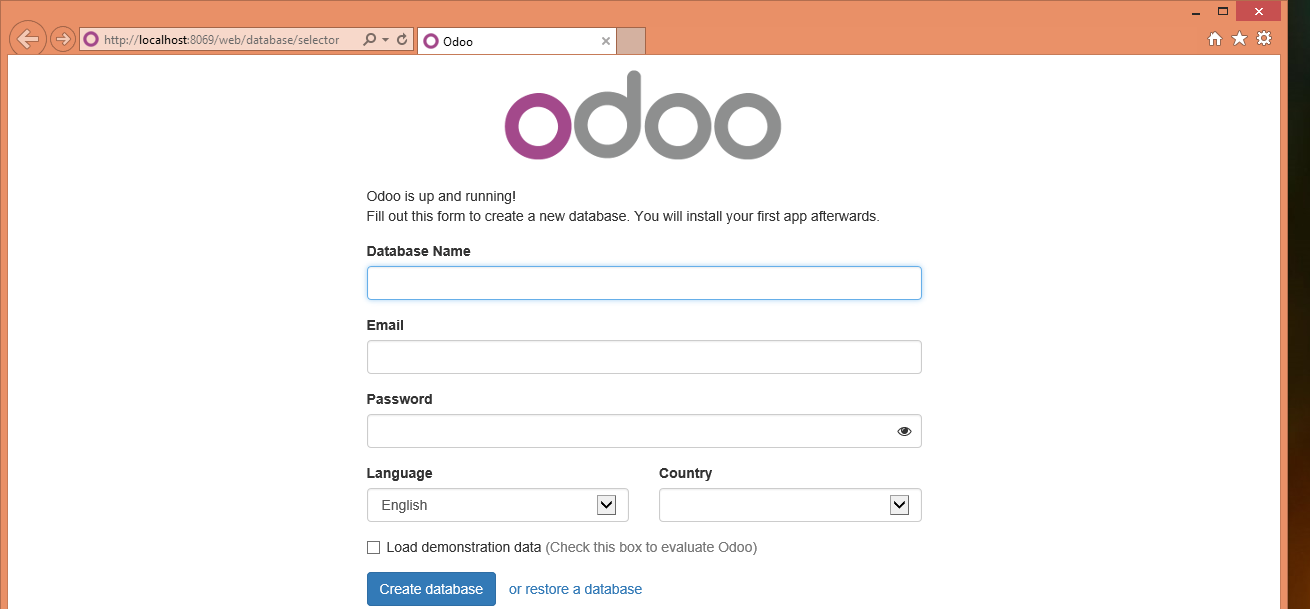 http://localhost:8069/web/database/selector
Odoo
odoo
Odoo is up and running!
Fill out this form to create a new database. You will install your first app afterwards.
Database Name
Email
Password
Language Country
English
Load demonstration data (Check this box to evaluate Odoo)
Create database or restore a database